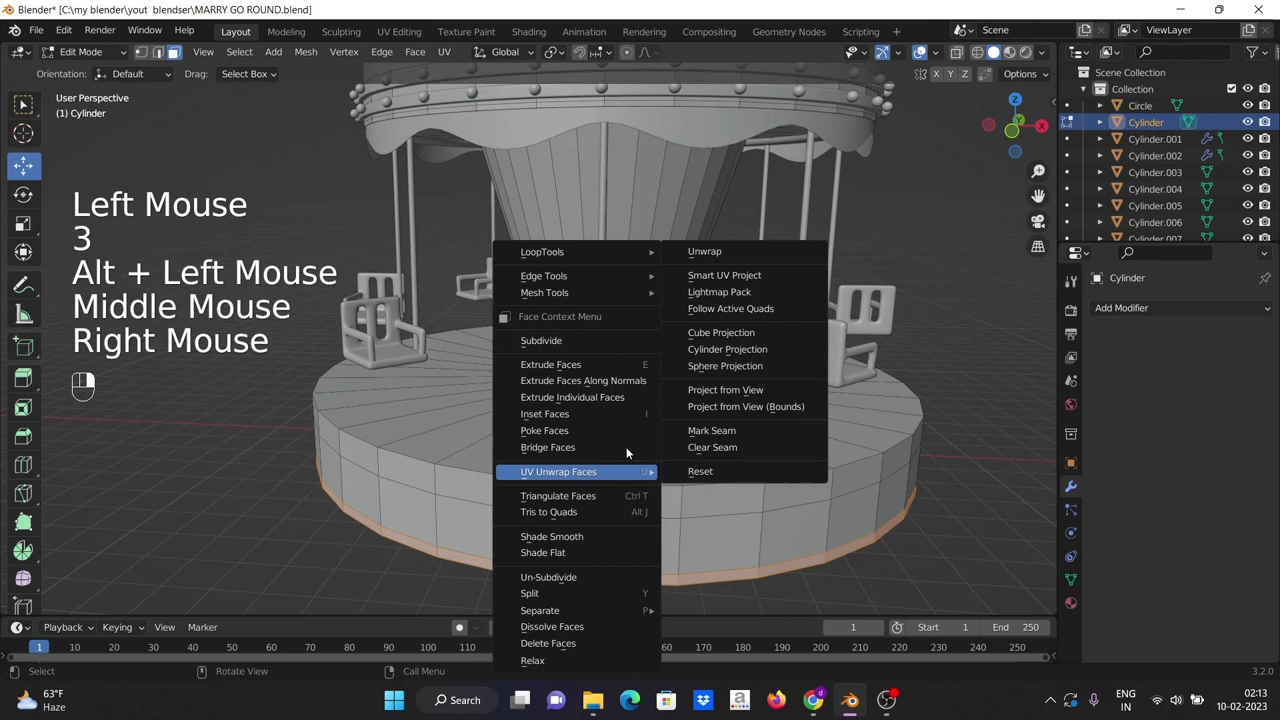 Blender* [C:\my blender\yout blendser\MARRY GO ROUND.blend]
File Edit Render Window Help Layout Modeling Sculpting UV Editing Texture Paint Shading Animation Rendering Compositing Geometry Nodes Scripting + Scene ViewLayer
Edit Mode View Select Add Mesh Vertex Edge Face UV Global
Orientation: Default Drag: Select Box X Y Z Options
User Perspective
(1) Cylinder
Left Mouse
3
Alt + Left Mouse
Middle Mouse
Right Mouse
Z
Y
X
LoopTools
Edge Tools
Mesh Tools
Face Context Menu
Subdivide
Extrude Faces E
Extrude Faces Along Normals
Extrude Individual Faces
Inset Faces I
Poke Faces
Bridge Faces
UV Unwrap Faces U
Triangulate Faces Ctrl T
Tris to Quads Alt J
Shade Smooth
Shade Flat
Un-Subdivide
Split Y
Separate P
Dissolve Faces
Delete Faces
Relax
Unwrap
Smart UV Project
Lightmap Pack
Follow Active Quads
Cube Projection
Cylinder Projection
Sphere Projection
Project from View
Project from View (Bounds)
Mark Seam
Clear Seam
Reset
Scene Collection
Collection
Circle
Cylinder
Cylinder.001
Cylinder.002
Cylinder.003
Cylinder.004
Cylinder.005
Cylinder.006
Cylinder.007
Cylinder
Add Modifier
Playback Keying View Marker 1 Start 1 End 250
1 10 20 30 40 50 60 70 80 90 100 110 160 170 180 190 200 210 220 230 240 250
Select Rotate View Call Menu 3.2.0
63°F
Haze
Search
ENG
IN
02:13
10-02-2023